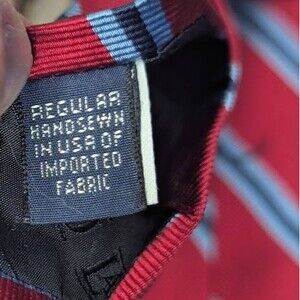 REGULAR
HANDSEWN
IN USA OF
IMPORTED
FABRIC